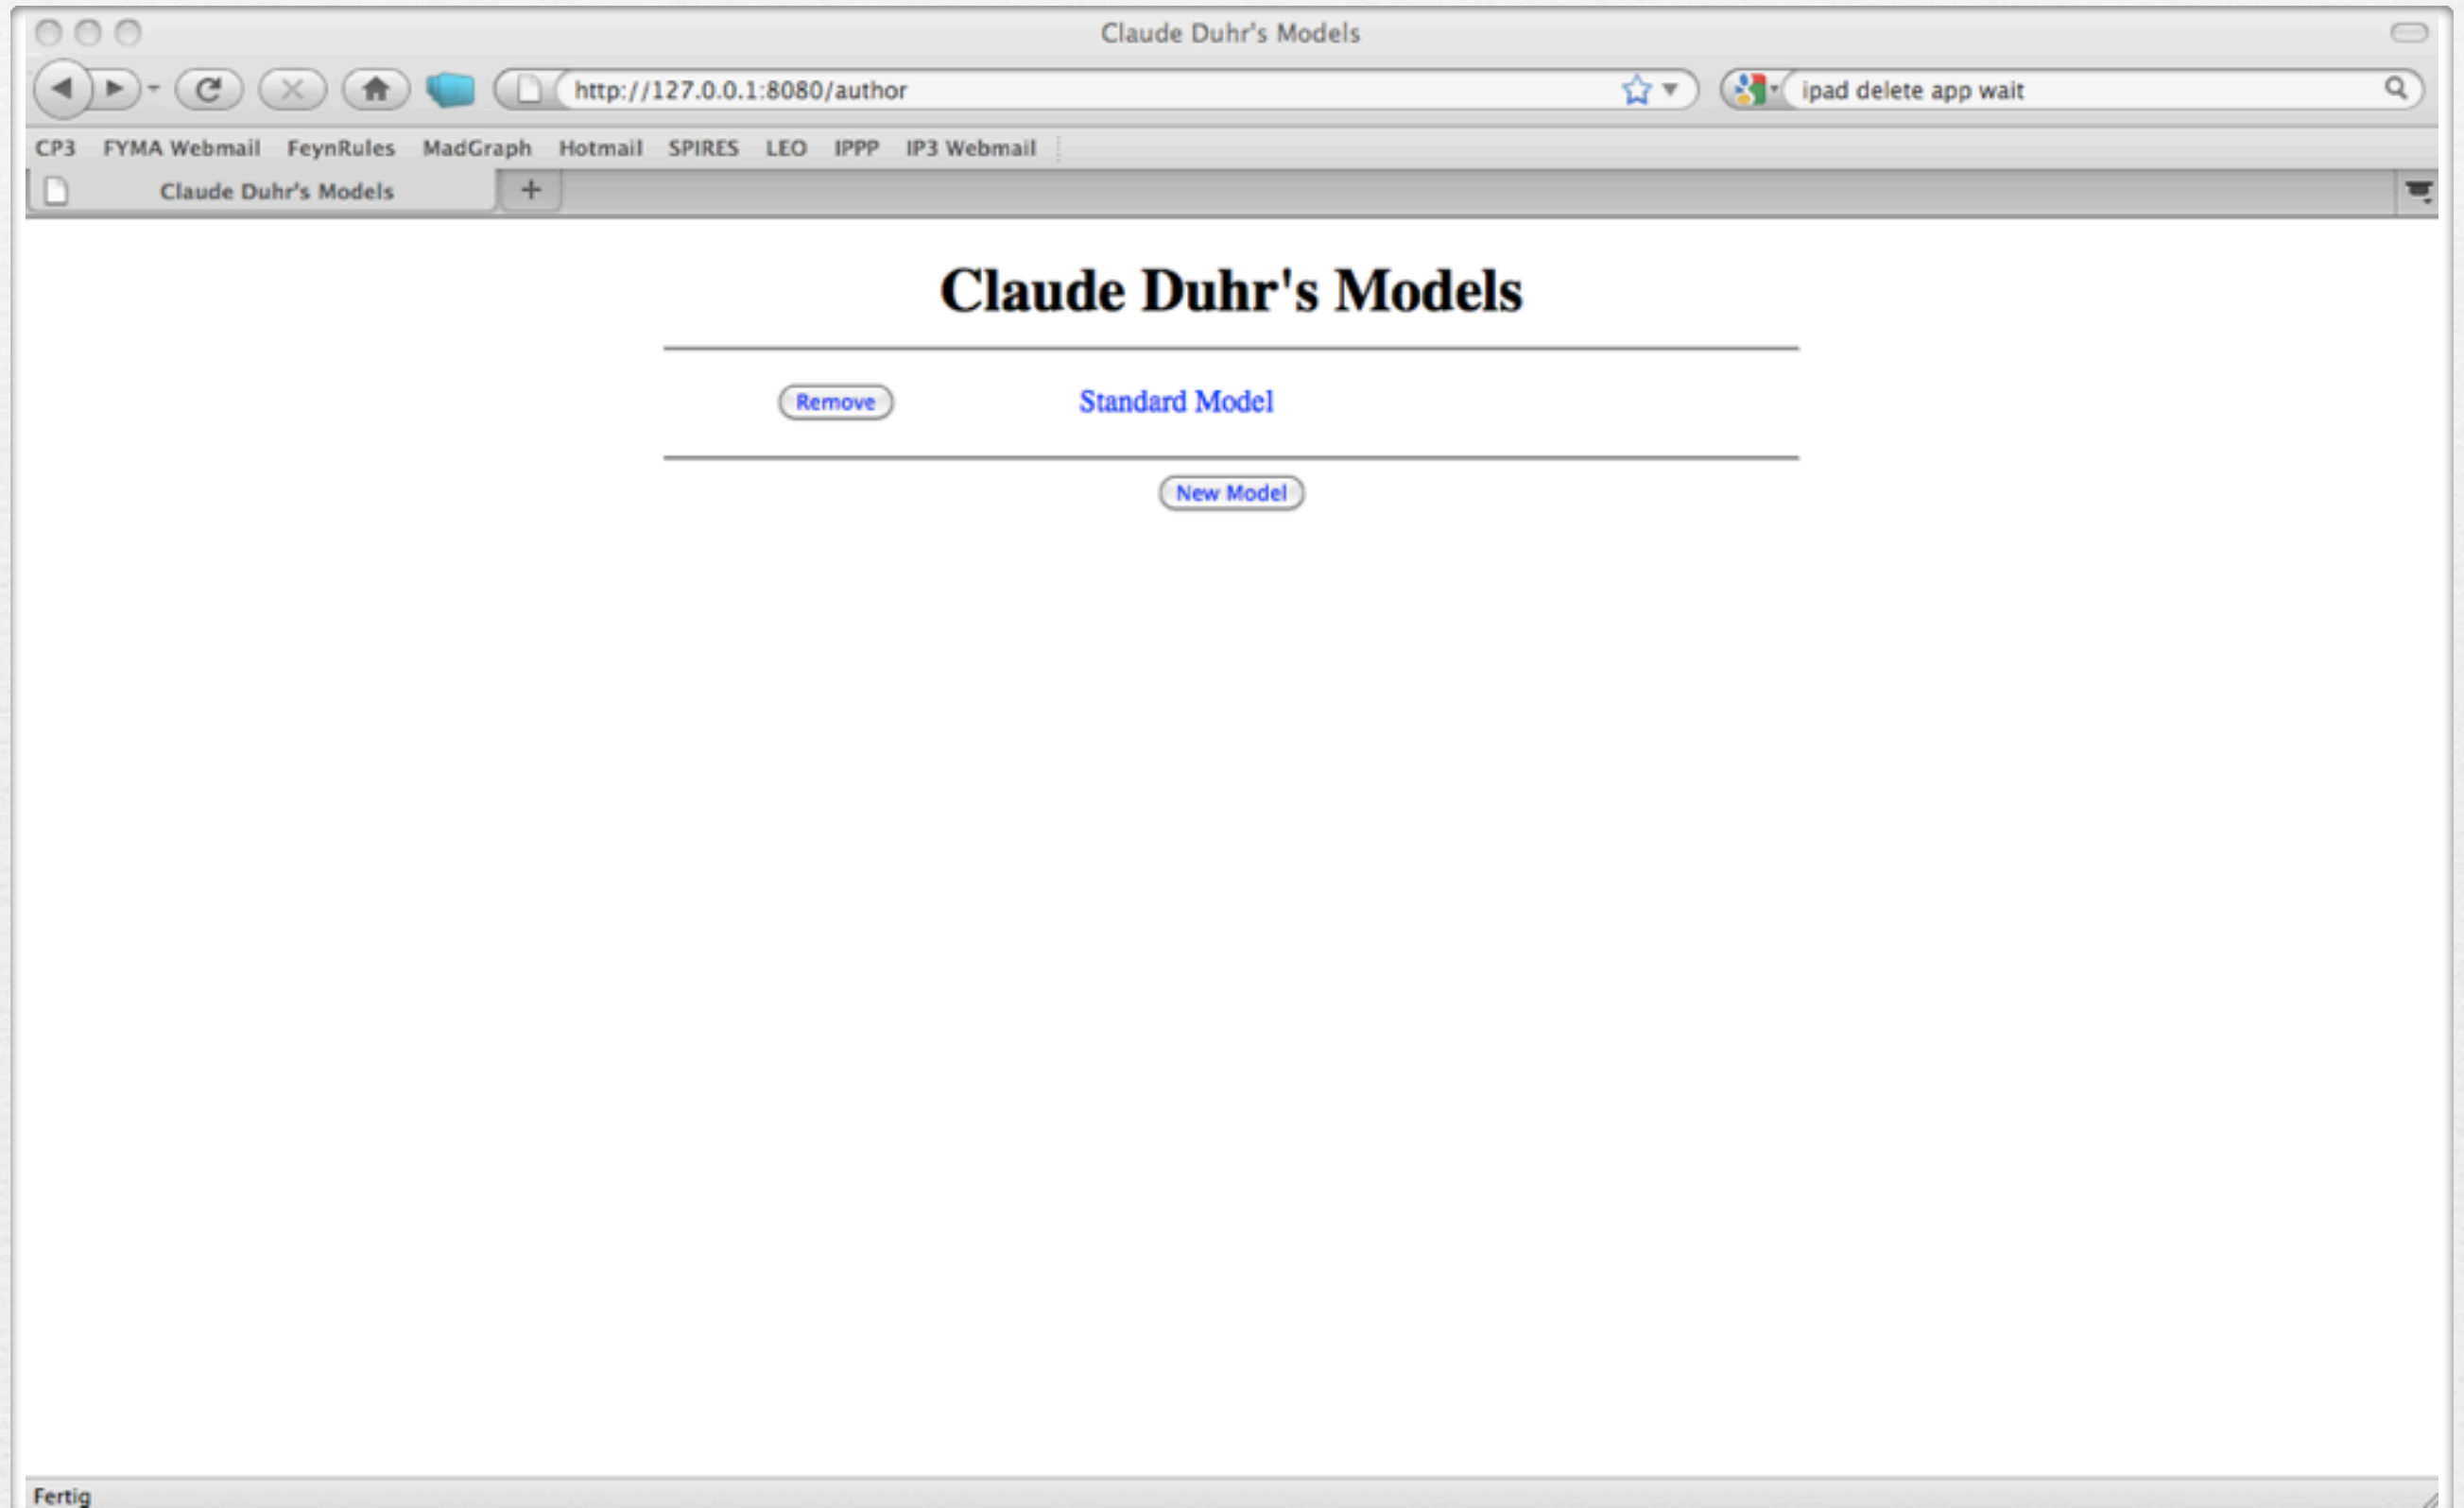 Claude Duhr's Models
http://127.0.0.1:8080/author ipad delete app wait
CP3 FYMA Webmail FeynRules MadGraph Hotmail SPIRES LEO IPPP IP3 Webmail
Claude Duhr's Models +
Claude Duhr's Models
Remove Standard Model
New Model
Fertig